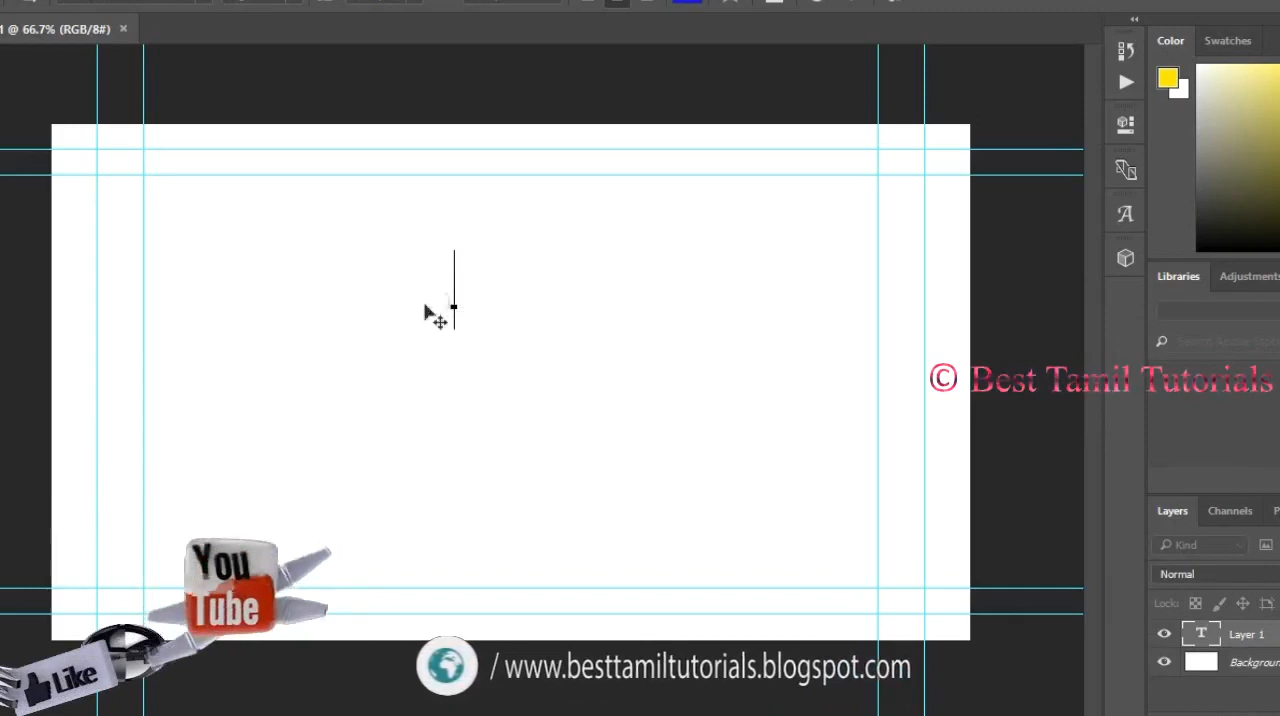 1 @ 66.7% (RGB/8#) ×
Color Swatches
Libraries Adjustments
© Best Tamil Tutorials
Layers Channels P
Kind
Normal
Lock:
T Layer 1
Backgroun
You
Tube
Like
/ www.besttamiltutorials.blogspot.com